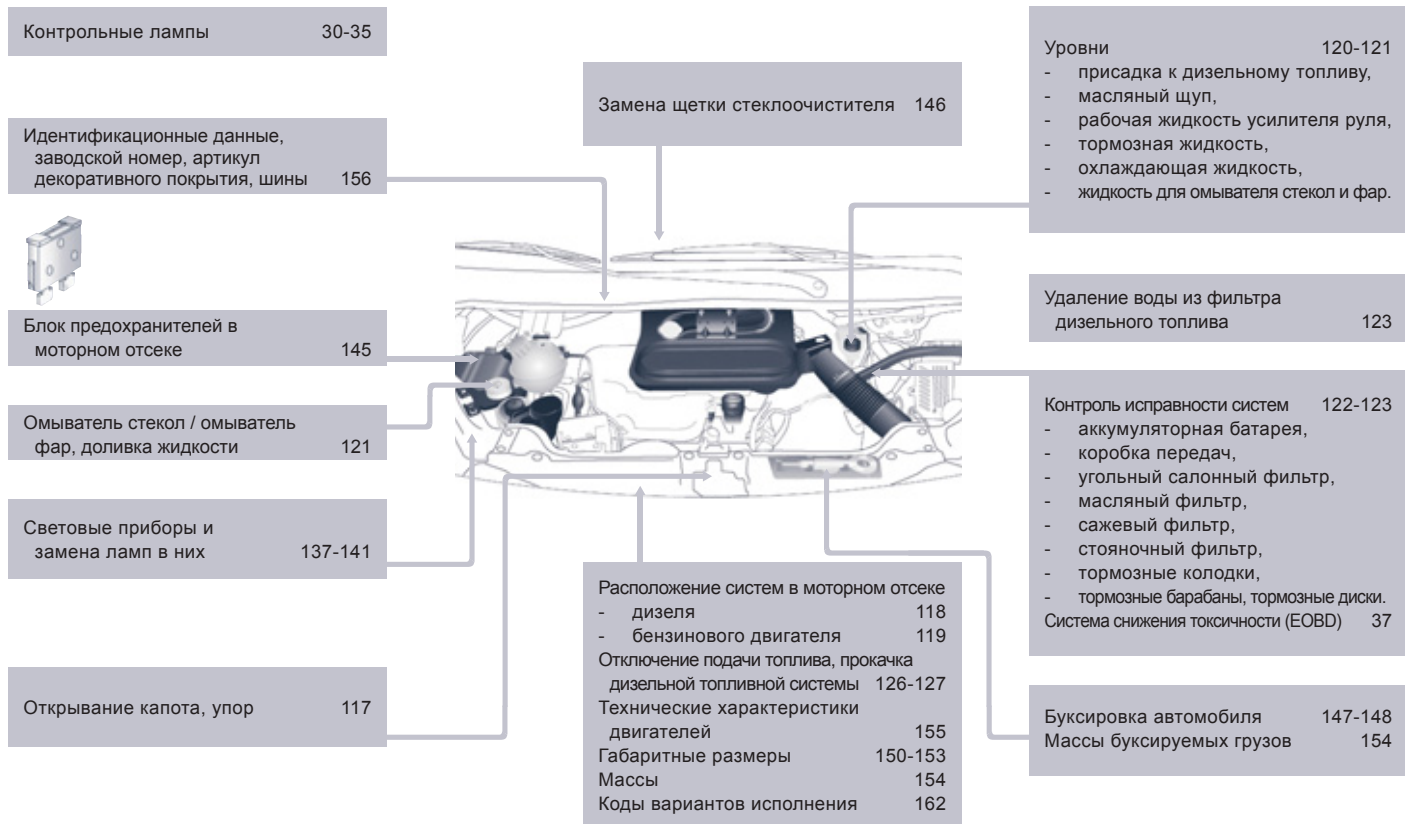 Контрольные лампы 30-35
Идентификационные данные,
заводской номер, артикул
декоративного покрытия, шины 156
Блок предохранителей в
моторном отсеке 145
Омыватель стекол / омыватель
фар, доливка жидкости 121
Световые приборы и
замена ламп в них 137-141
Открывание капота, упор 117
Замена щетки стеклоочистителя 146
Расположение систем в моторном отсеке
- дизеля 118
- бензинового двигателя 119
Отключение подачи топлива, прокачка
дизельной топливной системы 126-127
Технические характеристики
двигателей 155
Габаритные размеры 150-153
Массы 154
Коды вариантов исполнения 162
Уровни 120-121
- присадка к дизельному топливу,
- масляный щуп,
- рабочая жидкость усилителя руля,
- тормозная жидкость,
- охлаждающая жидкость,
- жидкость для омывателя стекол и фар.
Удаление воды из фильтра
дизельного топлива 123
Контроль исправности систем 122-123
- аккумуляторная батарея,
- коробка передач,
- угольный салонный фильтр,
- масляный фильтр,
- сажевый фильтр,
- стояночный фильтр,
- тормозные колодки,
- тормозные барабаны, тормозные диски.
Система снижения токсичности (EOBD) 37
Буксировка автомобиля 147-148
Массы буксируемых грузов 154